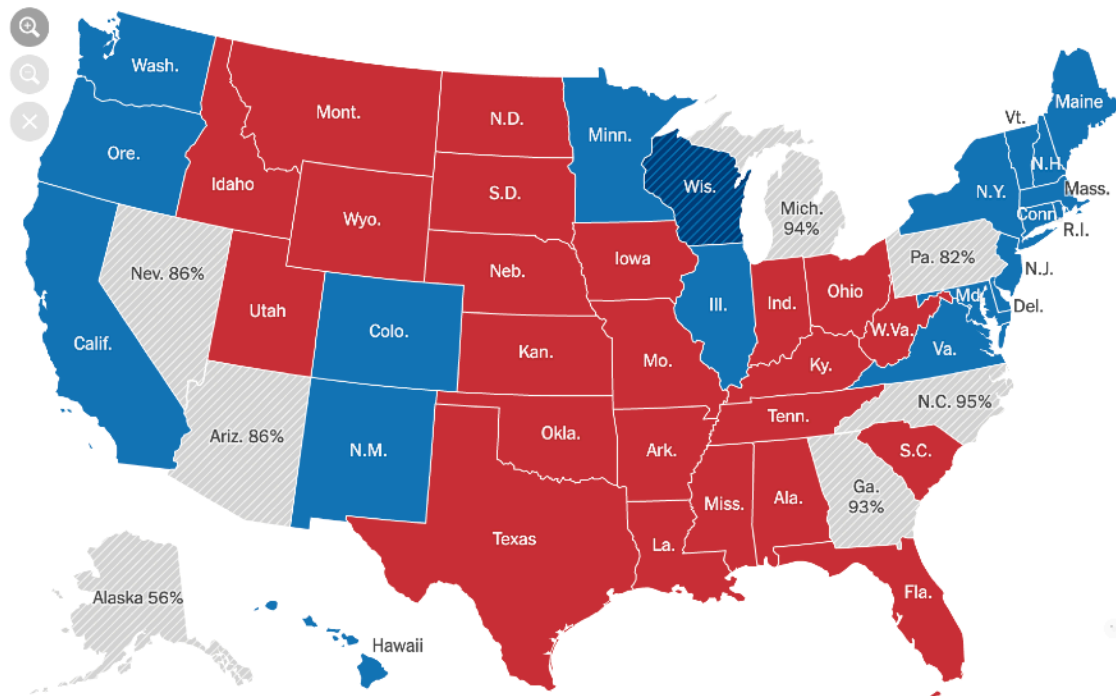 Wash.
Mont.
N.D.
Minn.
Vt.
Maine
Ore.
Idaho
S.D.
Wis.
N.H.
N.Y.
Mass.
Wyo.
Mich.
94%
Conn.
R.I.
Nev. 86%
Neb.
Iowa
Pa. 82%
N.J.
Utah
Colo.
Ill.
Ind.
Ohio
Md.
Del.
Calif.
Kan.
Mo.
W.Va.
Va.
Ky.
Ariz. 86%
N.M.
Okla.
Ark.
Tenn.
N.C. 95%
S.C.
Ga.
93%
Miss.
Ala.
Texas
La.
Fla.
Alaska 56%
Hawaii